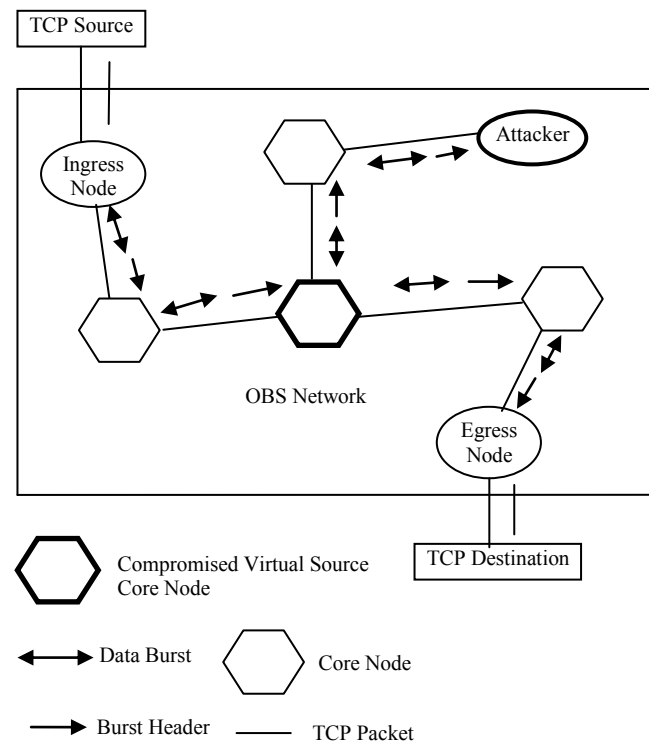 TCP Source
Attacker
Ingress
Node
OBS Network
Egress
Node
TCP Destination
Compromised Virtual Source
Core Node
Data Burst
Core Node
Burst Header
TCP Packet